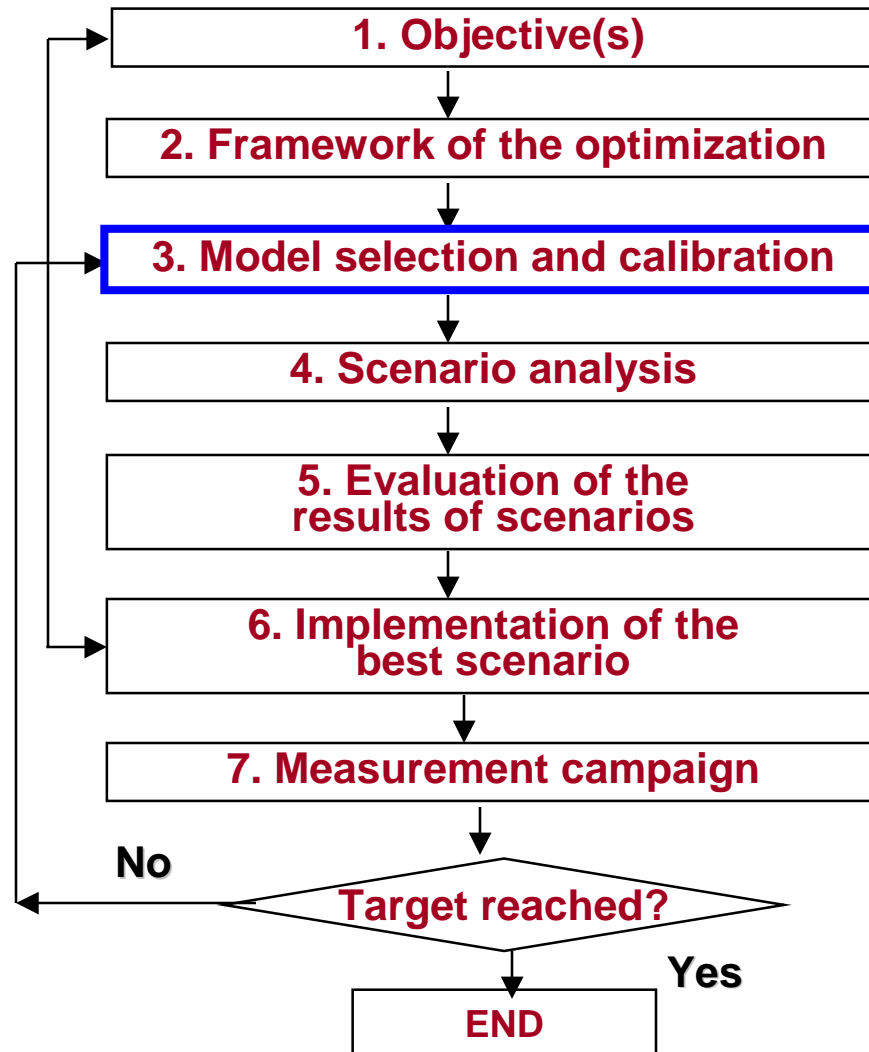 1. Objective(s)
2. Framework of the optimization
3. Model selection and calibration
4. Scenario analysis
5. Evaluation of the
results of scenarios
6. Implementation of the
best scenario
7. Measurement campaign
No
Target reached?
Yes
END